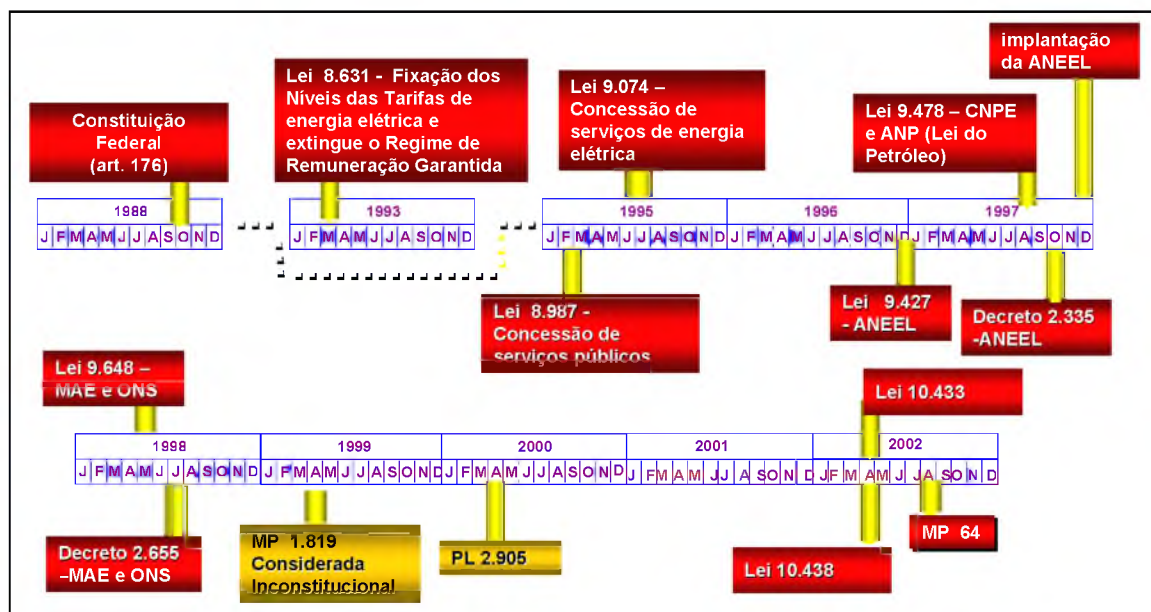 implantação
da ANEEL
Lei 8.631 - Fixação dos
Níveis das Tarifas de
energia elétrica e
extingue o Regime de
Remuneração Garantida
Lei 9.074 –
Concessão de
serviços de energia
elétrica
Lei 9.478 – CNPE
e ANP (Lei do
Petróleo)
Constituição
Federal
(art. 176)
1988
1993
1995
1996
1997
J F M A M J J A S O N D
J F M A M J J A S O N D
J F M A M J J A S O N D
J F M A M J J A S O N D
J F M A M J J A S O N D
Lei 8.987 -
Concessão de
serviços públicos
Lei 9.427
- ANEEL
Decreto 2.335
-ANEEL
Lei 9.648 –
MAE e ONS
Lei 10.433
1998
1999
2000
2001
2002
J F M A M J J A S O N D
J F M A M J J A S O N D
J F M A M J J A S O N D
J F M A M J J A S O N D
J F M A M J J A S O N D
Decreto 2.655
–MAE e ONS
MP 1.819
Considerada
Inconstitucional
PL 2.905
MP 64
Lei 10.438